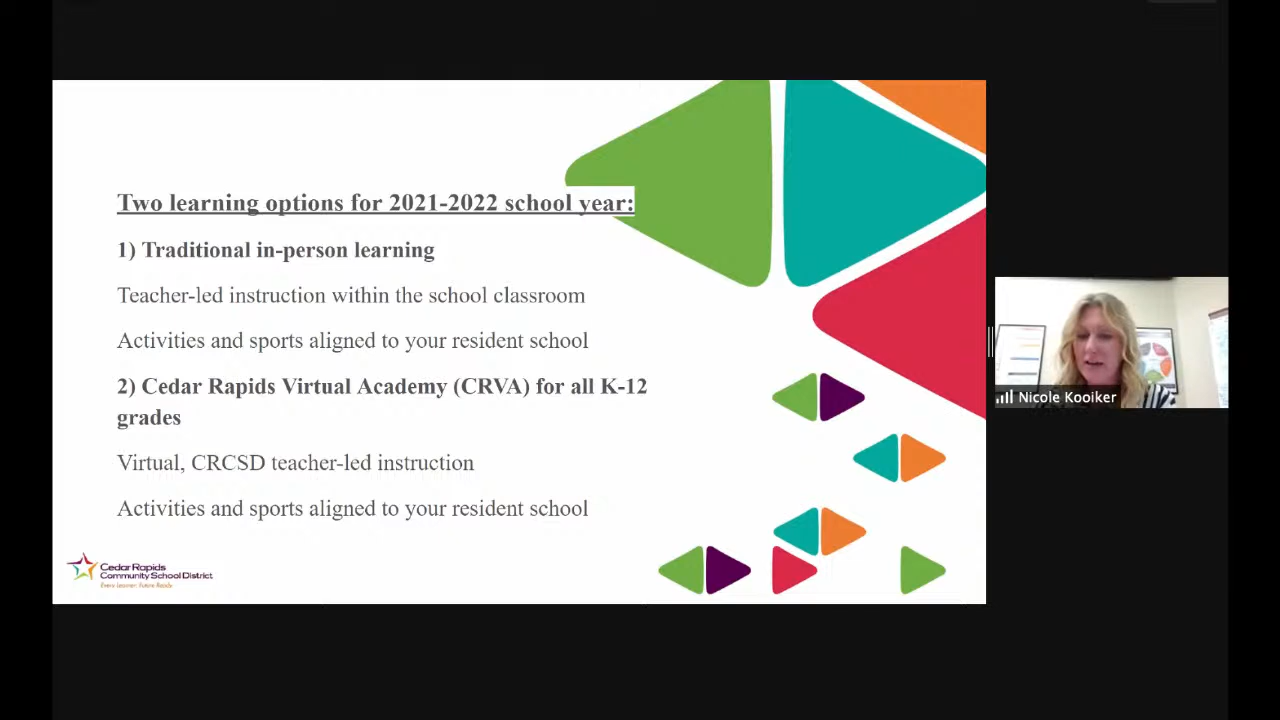 Two learning options for 2021-2022 school year:
1) Traditional in-person learning
Teacher-led instruction within the school classroom
Activities and sports aligned to your resident school
2) Cedar Rapids Virtual Academy (CRVA) for all K-12
grades
Virtual, CRCSD teacher-led instruction
Activities and sports aligned to your resident school
Cedar Rapids
Community School District
Every Learner. Future Ready.
Nicole Kooiker